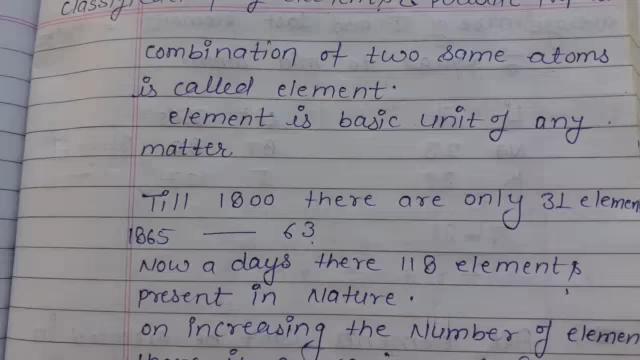 combination of two same atoms
is called element.
element is basic unit of any
matter
Till 1800 there are only 31 elemen
1865 — 63
Now a days there 118 elements
present in Nature.
on increasing the Number of elemen